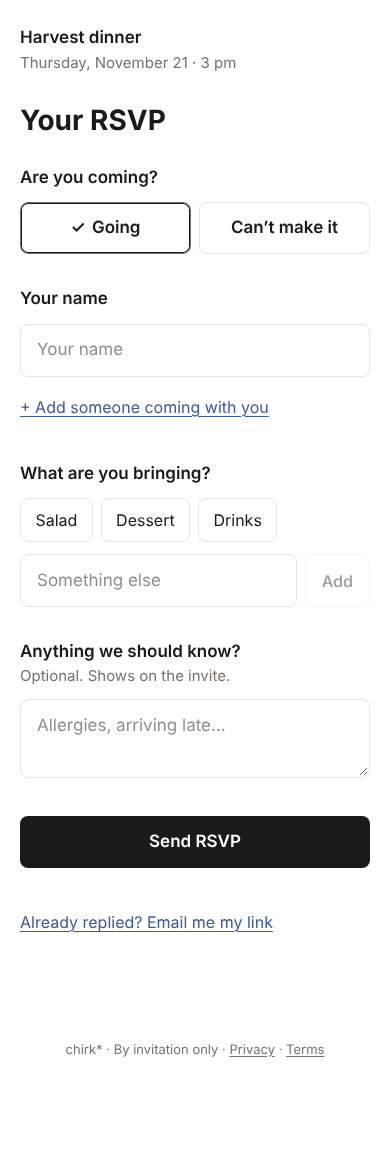 Harvest dinner
Thursday, November 21 · 3 pm
Your RSVP
Are you coming?
✓ Going
Can’t make it
Your name
Your name
+ Add someone coming with you
What are you bringing?
Salad
Dessert
Drinks
Something else
Add
Anything we should know?
Optional. Shows on the invite.
Allergies, arriving late...
Send RSVP
Already replied? Email me my link
chirk* · By invitation only · Privacy · Terms